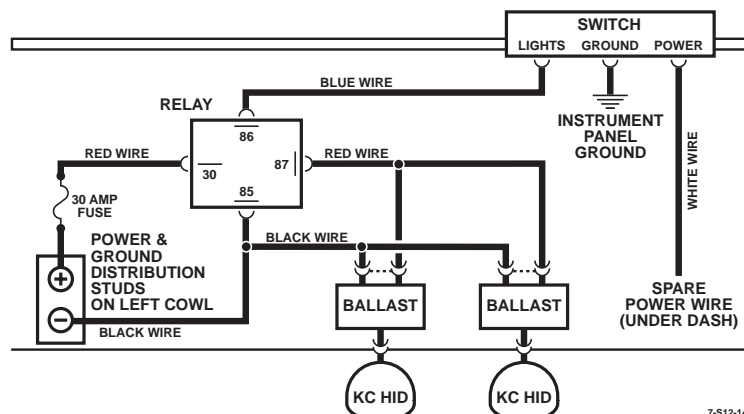 SWITCH
LIGHTS GROUND POWER
BLUE WIRE
RELAY
INSTRUMENT
PANEL
GROUND
WHITE WIRE
86
RED WIRE
30
87
RED WIRE
85
30 AMP
FUSE
BLACK WIRE
POWER &
GROUND
DISTRIBUTION
STUDS
ON LEFT COWL
+
−
BLACK WIRE
BALLAST
BALLAST
SPARE
POWER WIRE
(UNDER DASH)
KC HID
KC HID